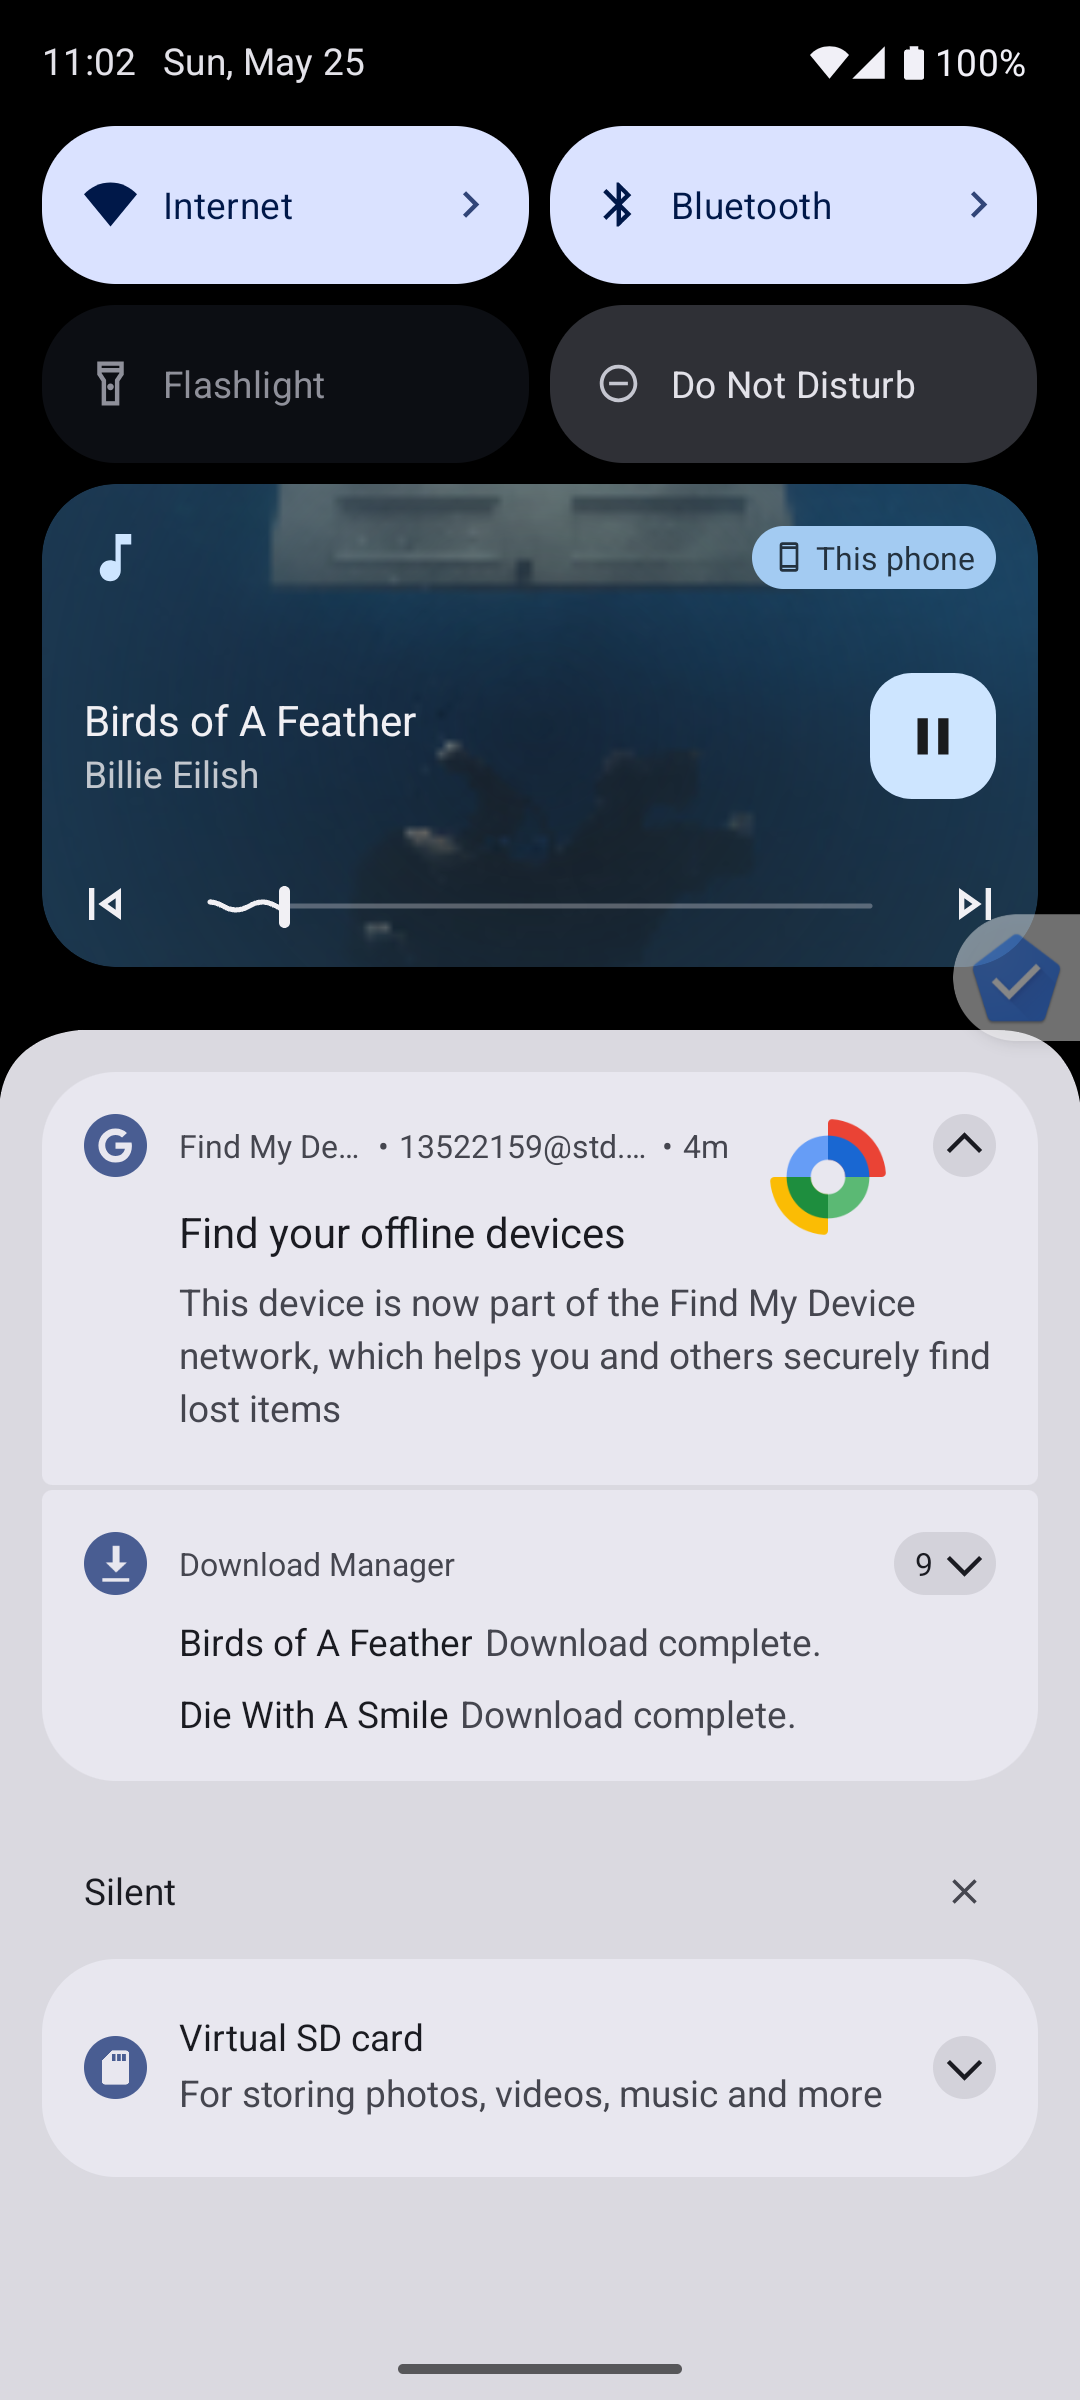 11:02 Sun, May 25 100%
Internet
Bluetooth
Flashlight
Do Not Disturb
This phone
Birds of A Feather
Billie Eilish
Find My De... • 13522159@std.... • 4m
Find your offline devices
This device is now part of the Find My Device
network, which helps you and others securely find
lost items
Download Manager 9
Birds of A Feather Download complete.
Die With A Smile Download complete.
Silent
Virtual SD card
For storing photos, videos, music and more